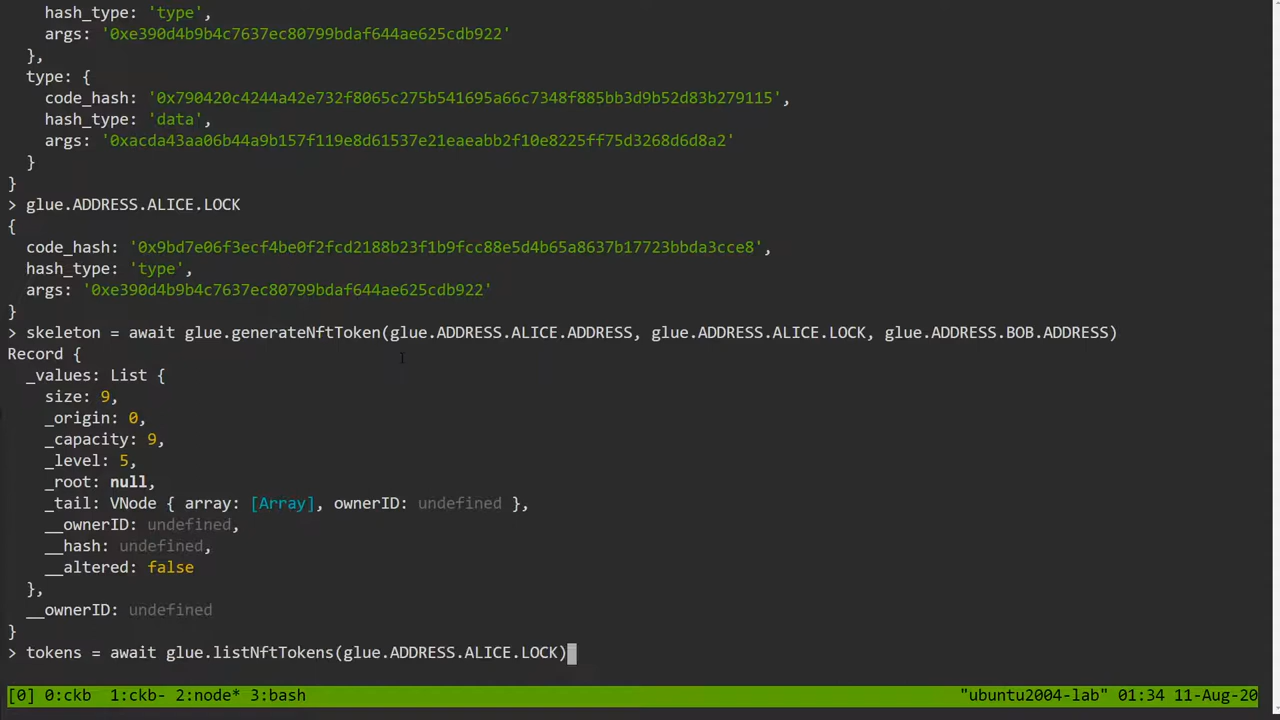 hash_type: 'type',
    args: '0xe390d4b9b4c7637ec80799bdaf644ae625cdb922'
  },
  type: {
    code_hash: '0x790420c4244a42e732f8065c275b541695a66c7348f885bb3d9b52d83b279115',
    hash_type: 'data',
    args: '0xacda43aa06b44a9b157f119e8d61537e21eaeabb2f10e8225ff75d3268d6d8a2'
  }
}
> glue.ADDRESS.ALICE.LOCK
{
  code_hash: '0x9bd7e06f3ecf4be0f2fcd2188b23f1b9fcc88e5d4b65a8637b17723bbda3cce8',
  hash_type: 'type',
  args: '0xe390d4b9b4c7637ec80799bdaf644ae625cdb922'
}
> skeleton = await glue.generateNftToken(glue.ADDRESS.ALICE.ADDRESS, glue.ADDRESS.ALICE.LOCK, glue.ADDRESS.BOB.ADDRESS)
Record {
  _values: List {
    size: 9,
    _origin: 0,
    _capacity: 9,
    _level: 5,
    _root: null,
    _tail: VNode { array: [Array], ownerID: undefined },
    __ownerID: undefined,
    __hash: undefined,
    __altered: false
  },
  __ownerID: undefined
}
> tokens = await glue.listNftTokens(glue.ADDRESS.ALICE.LOCK)
[0] 0:ckb  1:ckb- 2:node* 3:bash "ubuntu2004-lab" 01:34 11-Aug-20